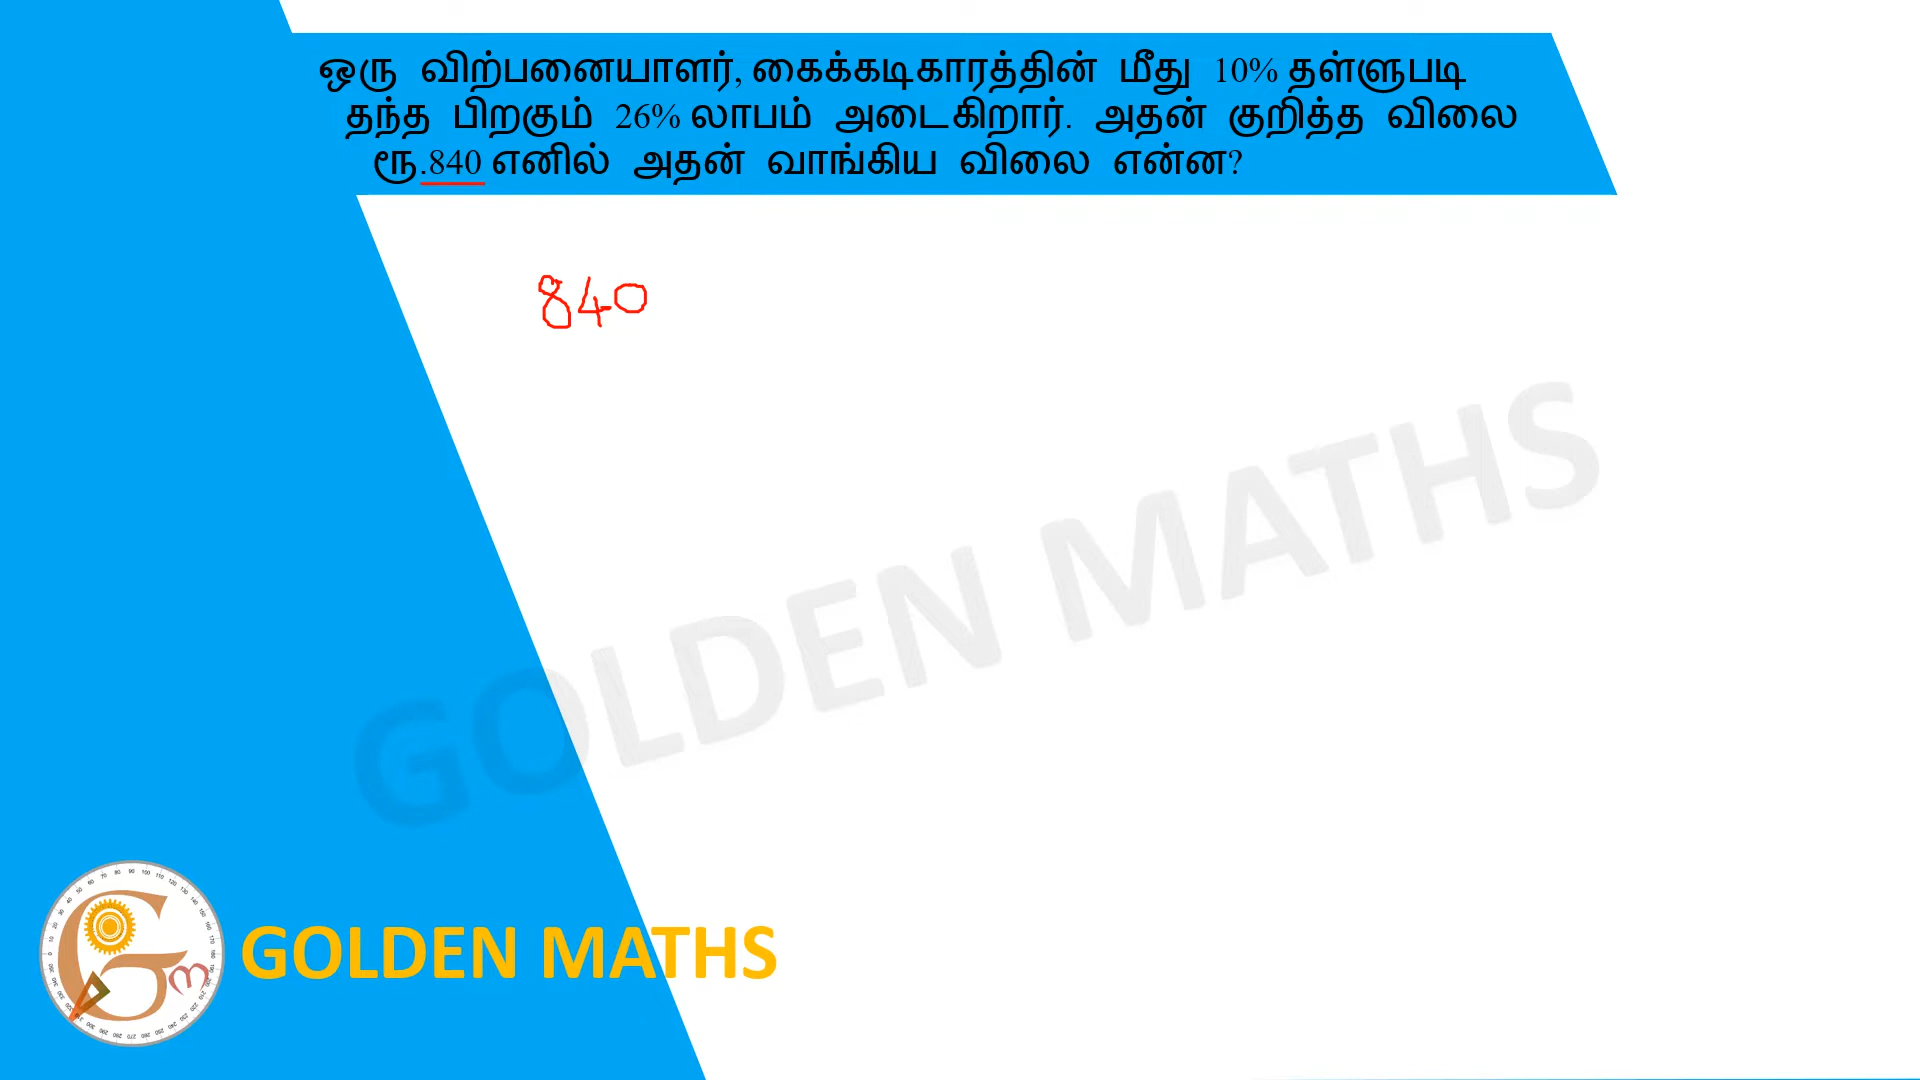 ஒரு விற்பனையாளர், கைக்கடிகாரத்தின் மீது 10% தள்ளுபடி
தந்த பிறகும் 26% லாபம் அடைகிறார். அதன் குறித்த விலை
ரூ.840 எனில் அதன் வாங்கிய விலை என்ன?
840
GOLDEN MATHS
GOLDEN MATHS